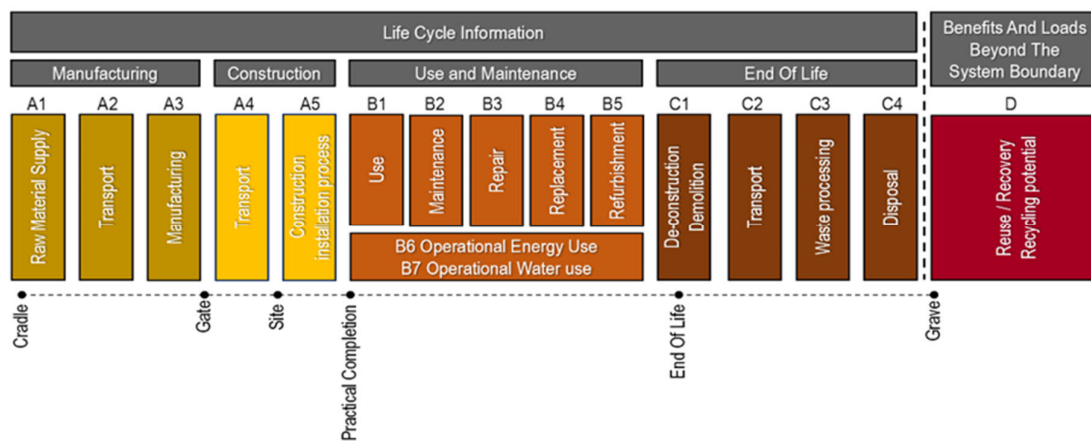 Life Cycle Information
Benefits And Loads
Beyond The
System Boundary
Manufacturing
Construction
Use and Maintenance
End Of Life
A1
A2
A3
A4
A5
B1
B2
B3
B4
B5
C1
C2
C3
C4
D
Raw Material Supply
Transport
Manufacturing
Transport
Construction
installation process
Use
Maintenance
Repair
Replacement
Refurbishment
B6 Operational Energy Use
B7 Operational Water use
De-construction
Demolition
Transport
Waste processing
Disposal
Reuse / Recovery
Recycling potential
Cradle
Gate
Site
Practical Completion
End Of Life
Grave